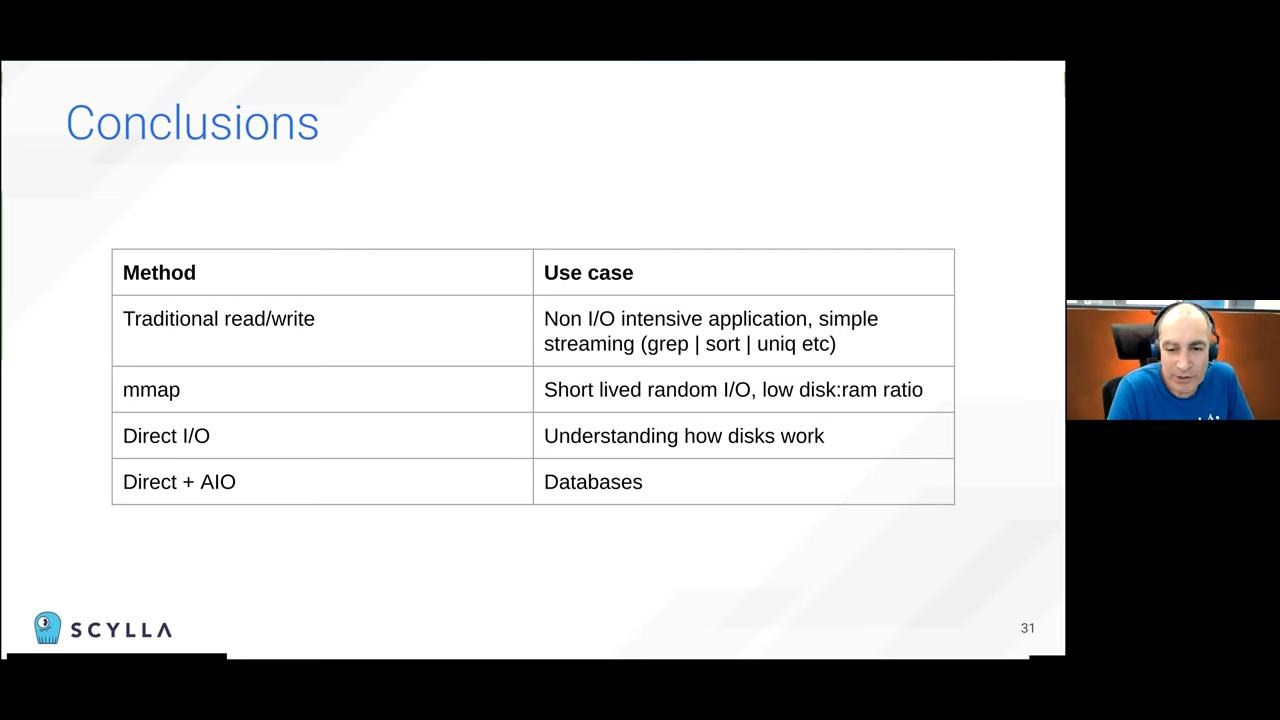 Conclusions
Method
Use case
Traditional read/write
Non I/O intensive application, simple
streaming (grep | sort | uniq etc)
mmap
Short lived random I/O, low disk:ram ratio
Direct I/O
Understanding how disks work
Direct + AIO
Databases
SCYLLA
31